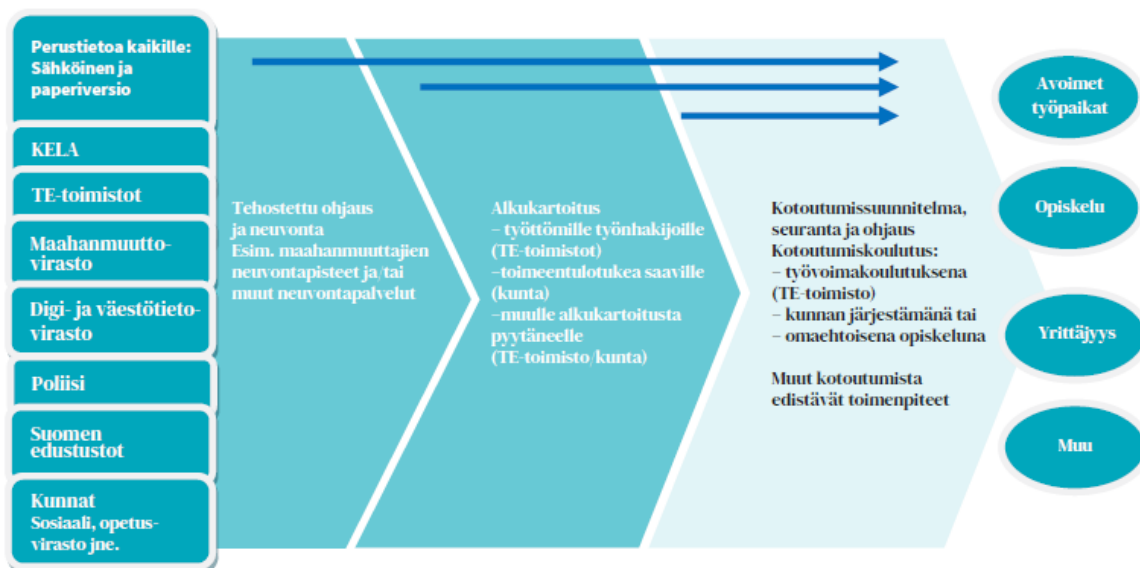 Perustietoa kaikille:
Sähköinen ja
paperiversio
KELA
TE-toimistot
Maahanmuutto-
virasto
Digi- ja väestötieto-
virasto
Poliisi
Suomen
edustustot
Kunnat
Sosiaali, opetus-
virasto jne.
Tehostettu ohjaus
ja neuvonta
Esim. maahanmuuttajien
neuvontapisteet ja/tai
muut neuvontapalvelut
Alkukartoitus
– työttömille työnhakijoille
(TE-toimistot)
–toimeentulotukea saaville
(kunta)
–muulle alkukartoitusta
pyytäneelle
(TE-toimisto/kunta)
Kotoutumissuunnitelma,
seuranta ja ohjaus
Kotoutumiskoulutus:
– työvoimakoulutuksena
(TE-toimisto)
– kunnan järjestämänä tai
– omaehtoisena opiskeluna
Muut kotoutumista
edistävät toimenpiteet
Avoimet
työpaikat
Opiskelu
Yrittäjyys
Muu